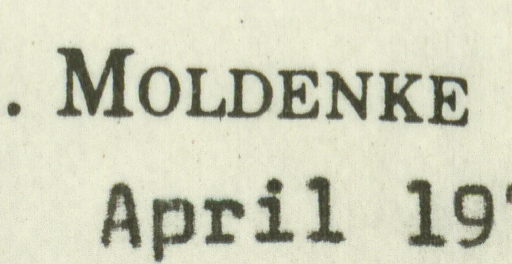 . MOLDENKE
April 19